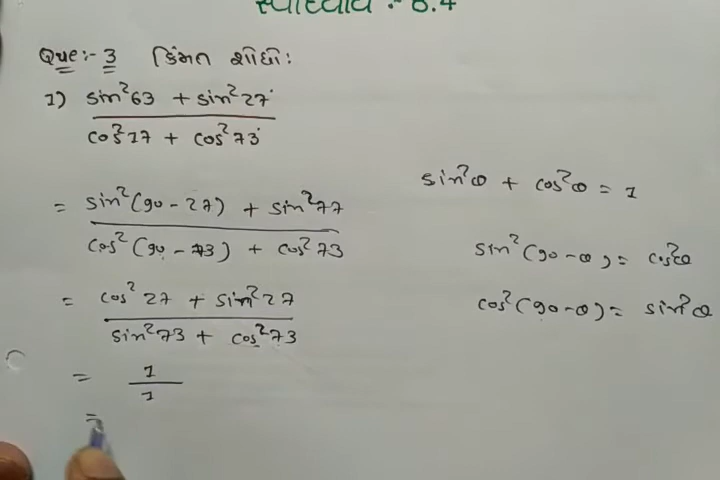 સ્વાધ્યાય :- 8.4
Que:- 3 કિંમત શોધો:
1) sin²63 + sin²27
cos²17 + cos²73
= sin²(90 - 27) + sin²77
cos²(90 - 73) + cos²73
= cos²27 + sin²27
sin²73 + cos²73
= 1
1
=
sin²θ + cos²θ = 1
sin²(90-θ) = cos²θ
cos²(90-θ) = sin²θ